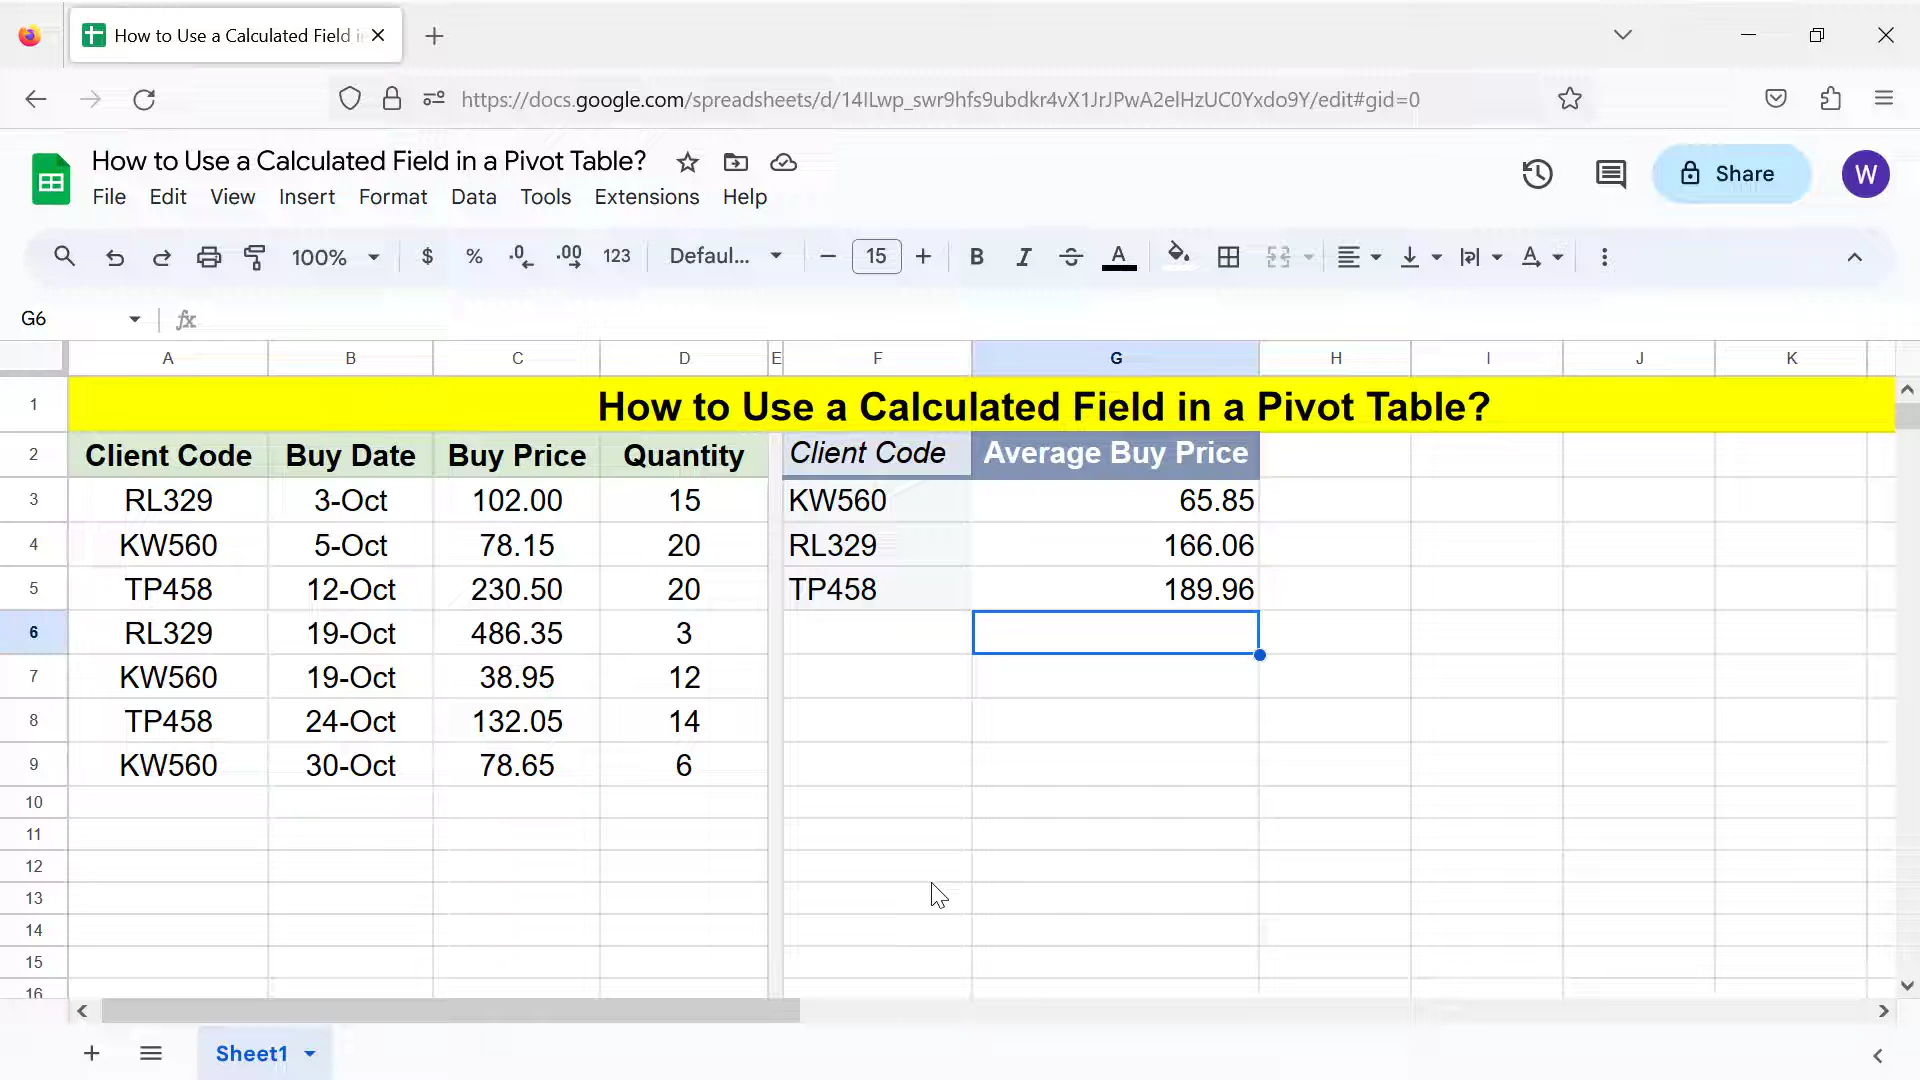 How to Use a Calculated Field i
https://docs.google.com/spreadsheets/d/14ILwp_swr9hfs9ubdkr4vX1JrJPwA2elHzUC0Yxdo9Y/edit#gid=0
How to Use a Calculated Field in a Pivot Table?
File Edit View Insert Format Data Tools Extensions Help
Share
W
100% $ % .0 .00 123 Defaul... 15 B I S A A
G6 fx
A B C D E F G H I J K
1 How to Use a Calculated Field in a Pivot Table?
2 Client Code Buy Date Buy Price Quantity Client Code Average Buy Price
3 RL329 3-Oct 102.00 15 KW560 65.85
4 KW560 5-Oct 78.15 20 RL329 166.06
5 TP458 12-Oct 230.50 20 TP458 189.96
6 RL329 19-Oct 486.35 3
7 KW560 19-Oct 38.95 12
8 TP458 24-Oct 132.05 14
9 KW560 30-Oct 78.65 6
10
11
12
13
14
15
16
Sheet1